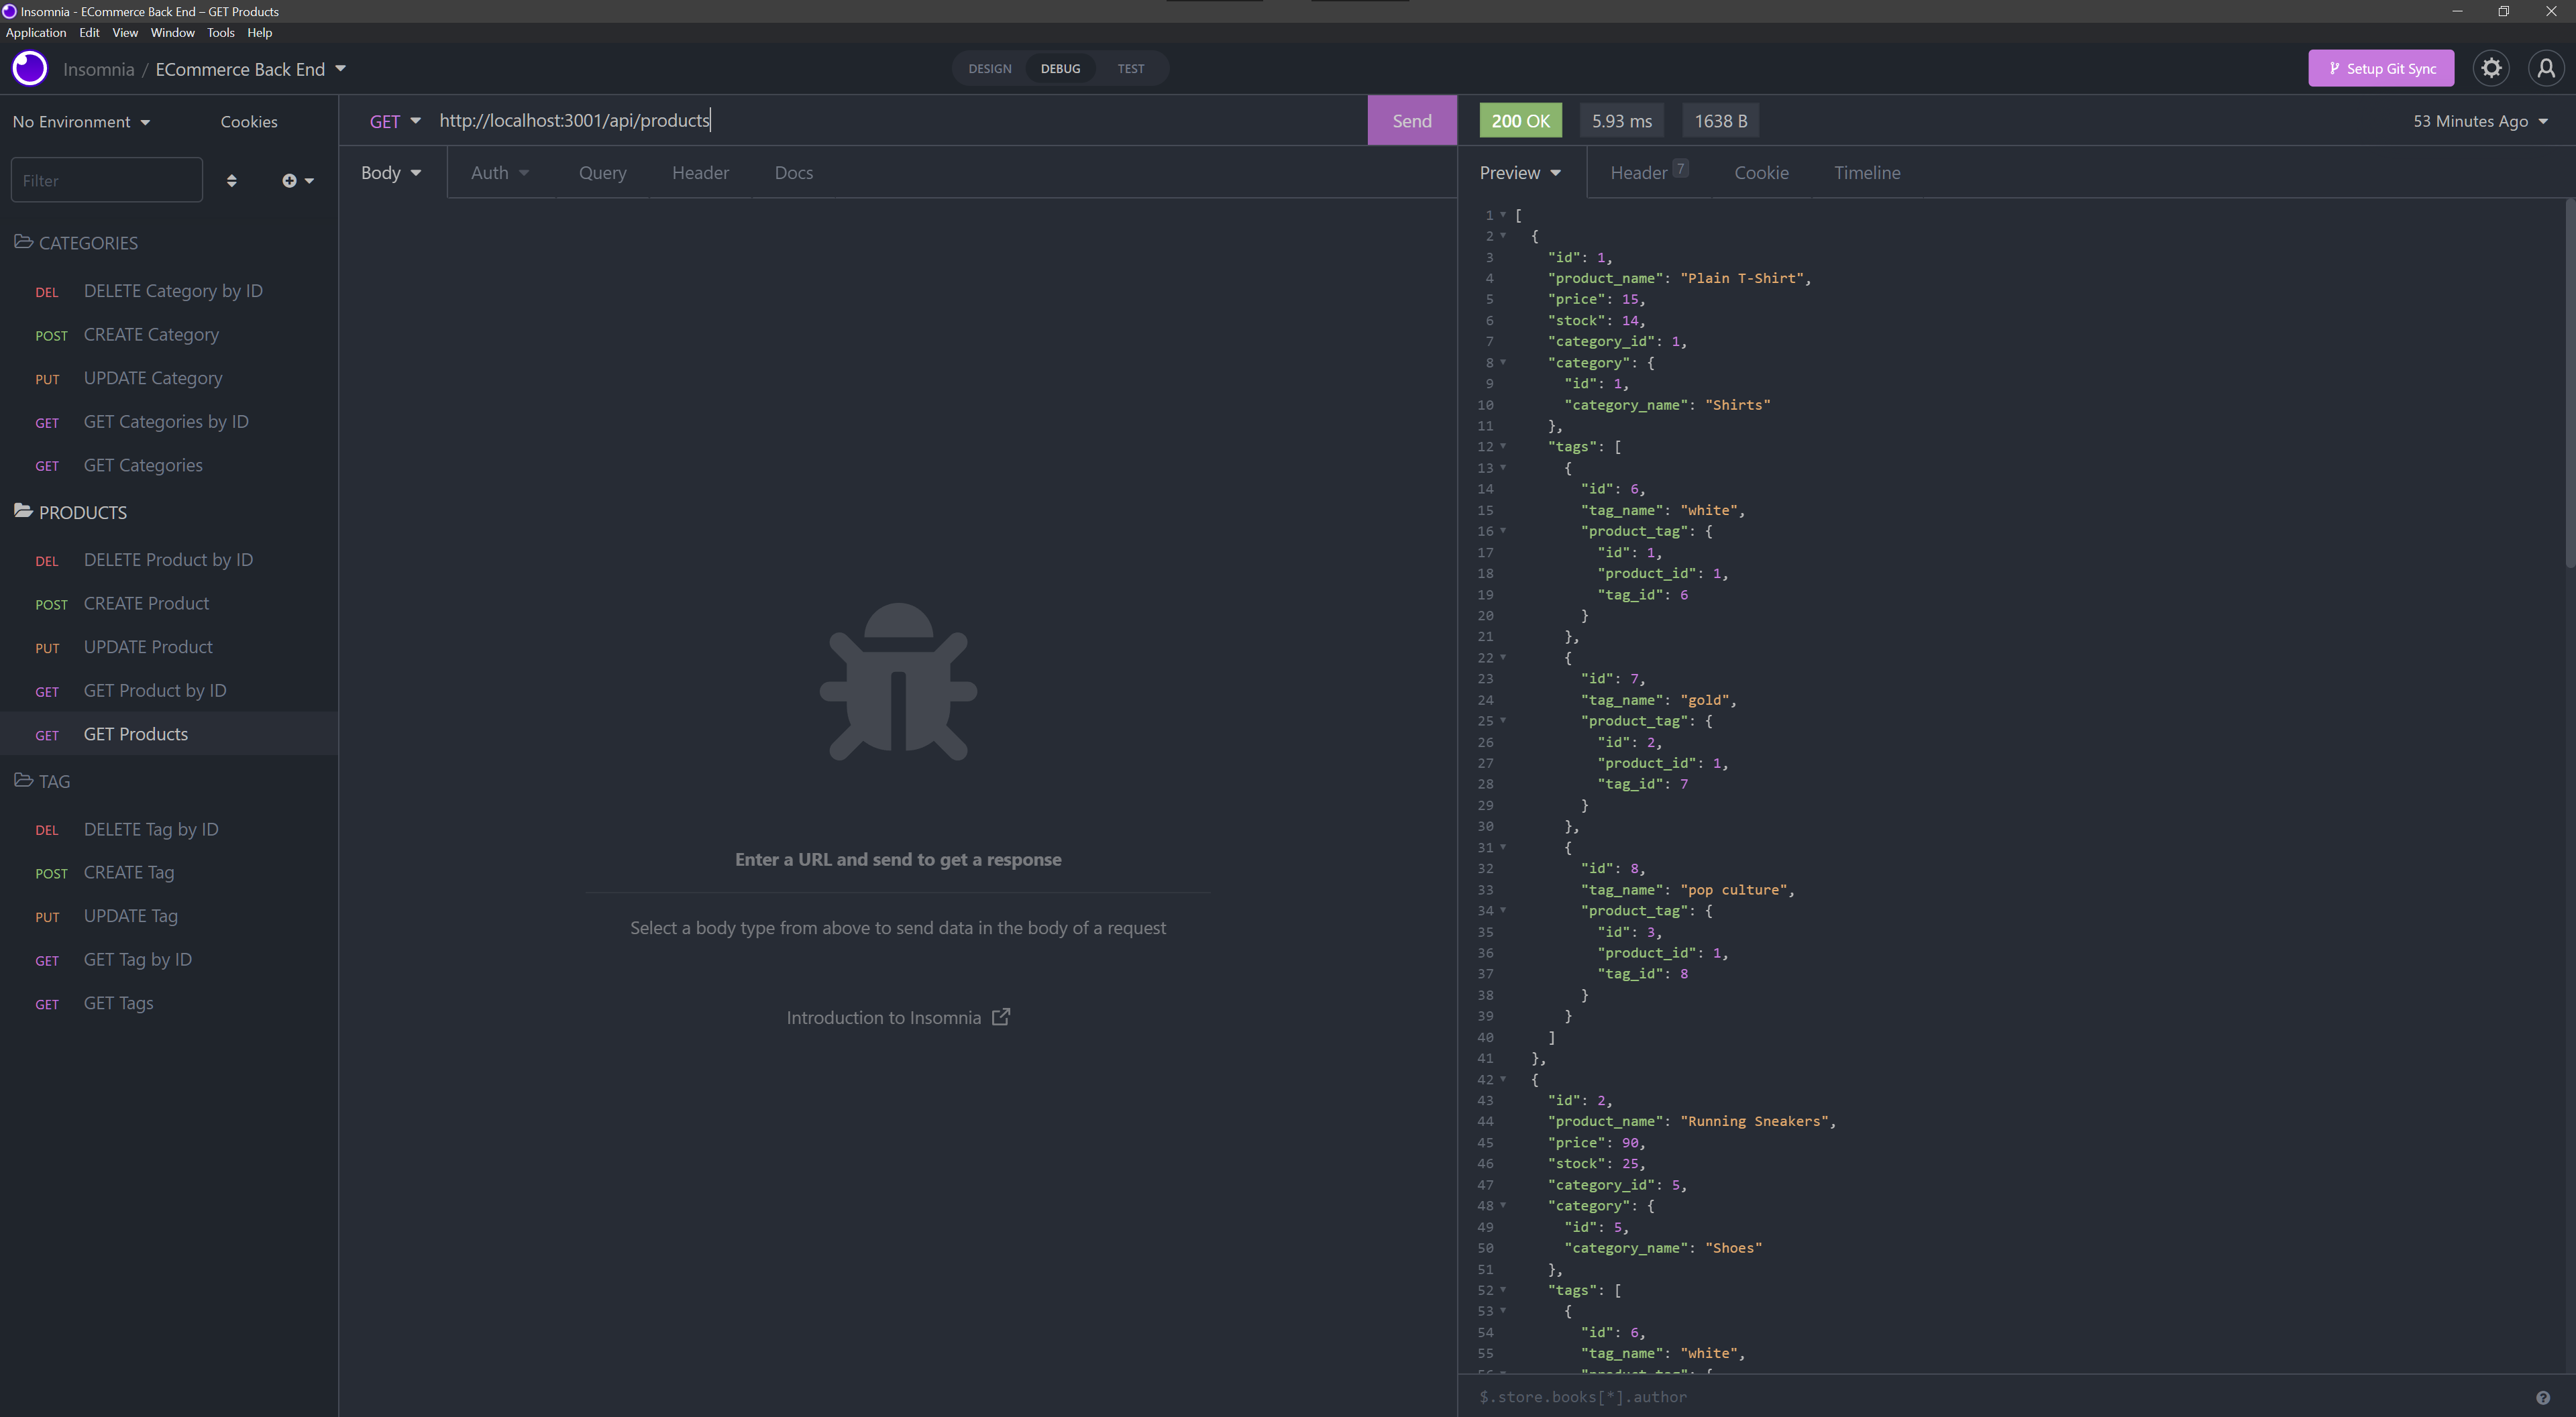 Insomnia - ECommerce Back End – GET Products
Application Edit View Window Tools Help
Insomnia / ECommerce Back End
DESIGN DEBUG TEST
Setup Git Sync
No Environment Cookies
Filter
CATEGORIES
DEL DELETE Category by ID
POST CREATE Category
PUT UPDATE Category
GET GET Categories by ID
GET GET Categories
PRODUCTS
DEL DELETE Product by ID
POST CREATE Product
PUT UPDATE Product
GET GET Product by ID
GET GET Products
TAG
DEL DELETE Tag by ID
POST CREATE Tag
PUT UPDATE Tag
GET GET Tag by ID
GET GET Tags
GET http://localhost:3001/api/products Send
Body Auth Query Header Docs
Enter a URL and send to get a response
Select a body type from above to send data in the body of a request
Introduction to Insomnia
200 OK 5.93 ms 1638 B 53 Minutes Ago
Preview Header 7 Cookie Timeline
1 [
2 {
3 "id": 1,
4 "product_name": "Plain T-Shirt",
5 "price": 15,
6 "stock": 14,
7 "category_id": 1,
8 "category": {
9 "id": 1,
10 "category_name": "Shirts"
11 },
12 "tags": [
13 {
14 "id": 6,
15 "tag_name": "white",
16 "product_tag": {
17 "id": 1,
18 "product_id": 1,
19 "tag_id": 6
20 }
21 },
22 {
23 "id": 7,
24 "tag_name": "gold",
25 "product_tag": {
26 "id": 2,
27 "product_id": 1,
28 "tag_id": 7
29 }
30 },
31 {
32 "id": 8,
33 "tag_name": "pop culture",
34 "product_tag": {
35 "id": 3,
36 "product_id": 1,
37 "tag_id": 8
38 }
39 }
40 ]
41 },
42 {
43 "id": 2,
44 "product_name": "Running Sneakers",
45 "price": 90,
46 "stock": 25,
47 "category_id": 5,
48 "category": {
49 "id": 5,
50 "category_name": "Shoes"
51 },
52 "tags": [
53 {
54 "id": 6,
55 "tag_name": "white",
$.store.books[*].author